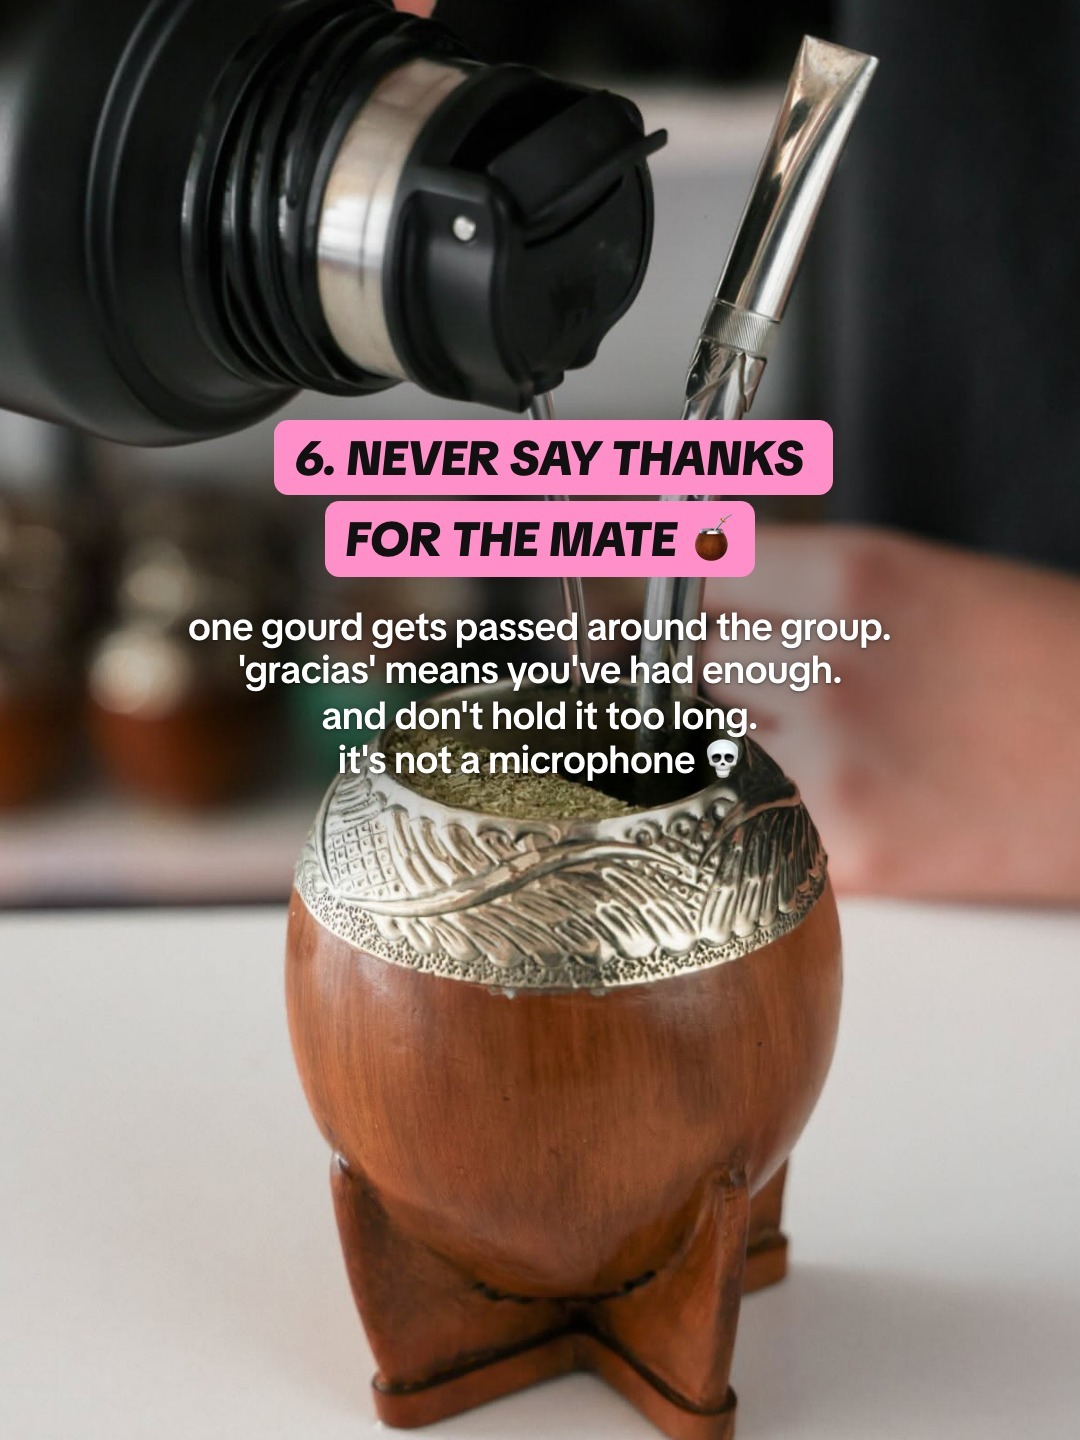 6. NEVER SAY THANKS
FOR THE MATE 🧉
one gourd gets passed around the group.
'gracias' means you've had enough.
and don't hold it too long.
it's not a microphone 💀